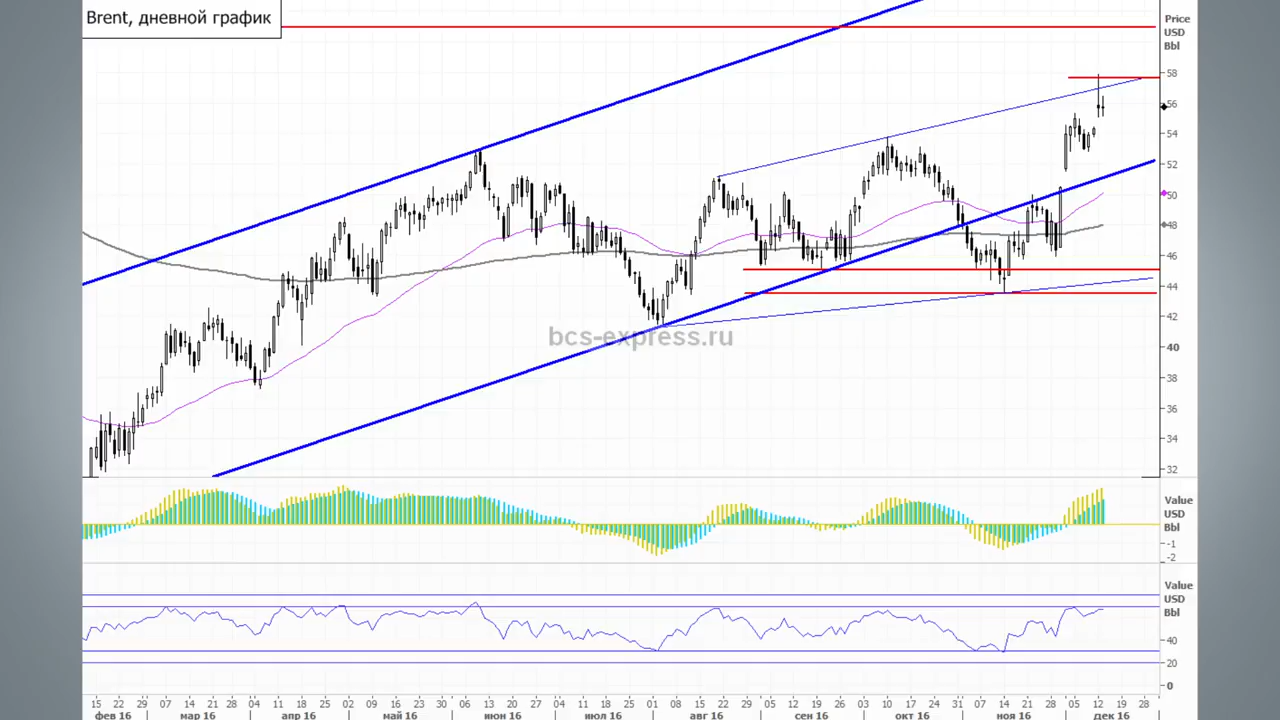 Brent, дневной график
Price
USD
Bbl
58
56
54
52
50
48
46
44
42
40
38
36
34
32
bcs-express.ru
Value
USD
Bbl
-1
-2
Value
USD
Bbl
40
20
0
15 22 29 07 14 21 28 04 11 18 25 02 09 16 23 30 06 13 20 27 04 11 18 25 01 08 15 22 29 05 12 19 26 03 10 17 24 31 07 14 21 28 05 12 19 28
фев 16 мар 16 апр 16 май 16 июн 16 июл 16 авг 16 сен 16 окт 16 ноя 16 дек 16